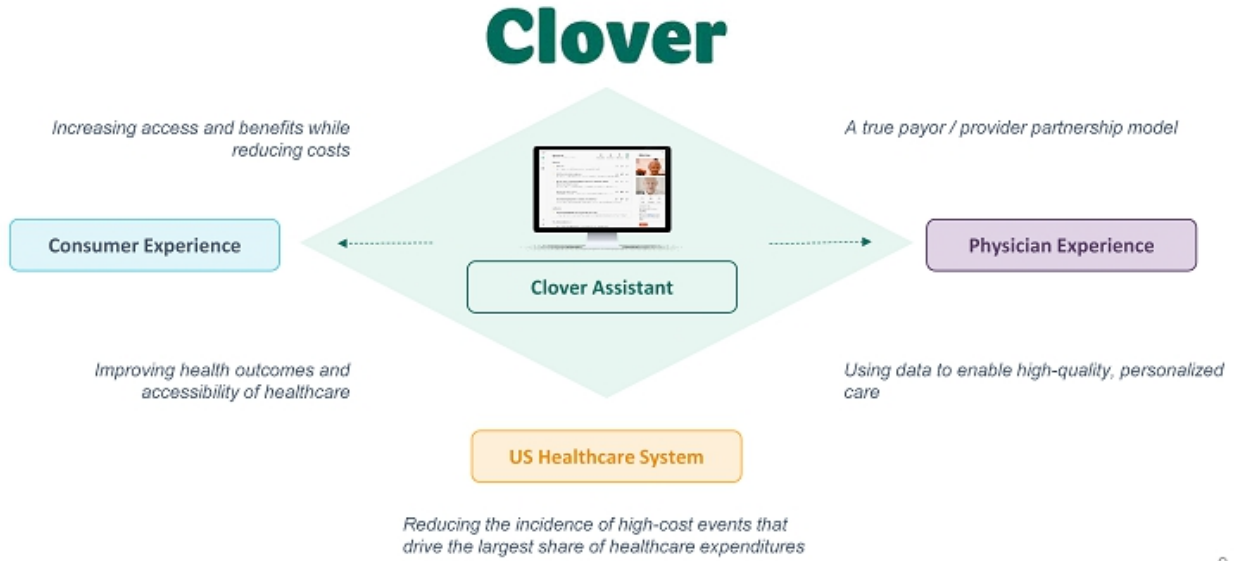 Clover
Increasing access and benefits while
reducing costs
A true payor / provider partnership model
Consumer Experience
Physician Experience
Clover Assistant
Improving health outcomes and
accessibility of healthcare
Using data to enable high-quality, personalized
care
US Healthcare System
Reducing the incidence of high-cost events that
drive the largest share of healthcare expenditures